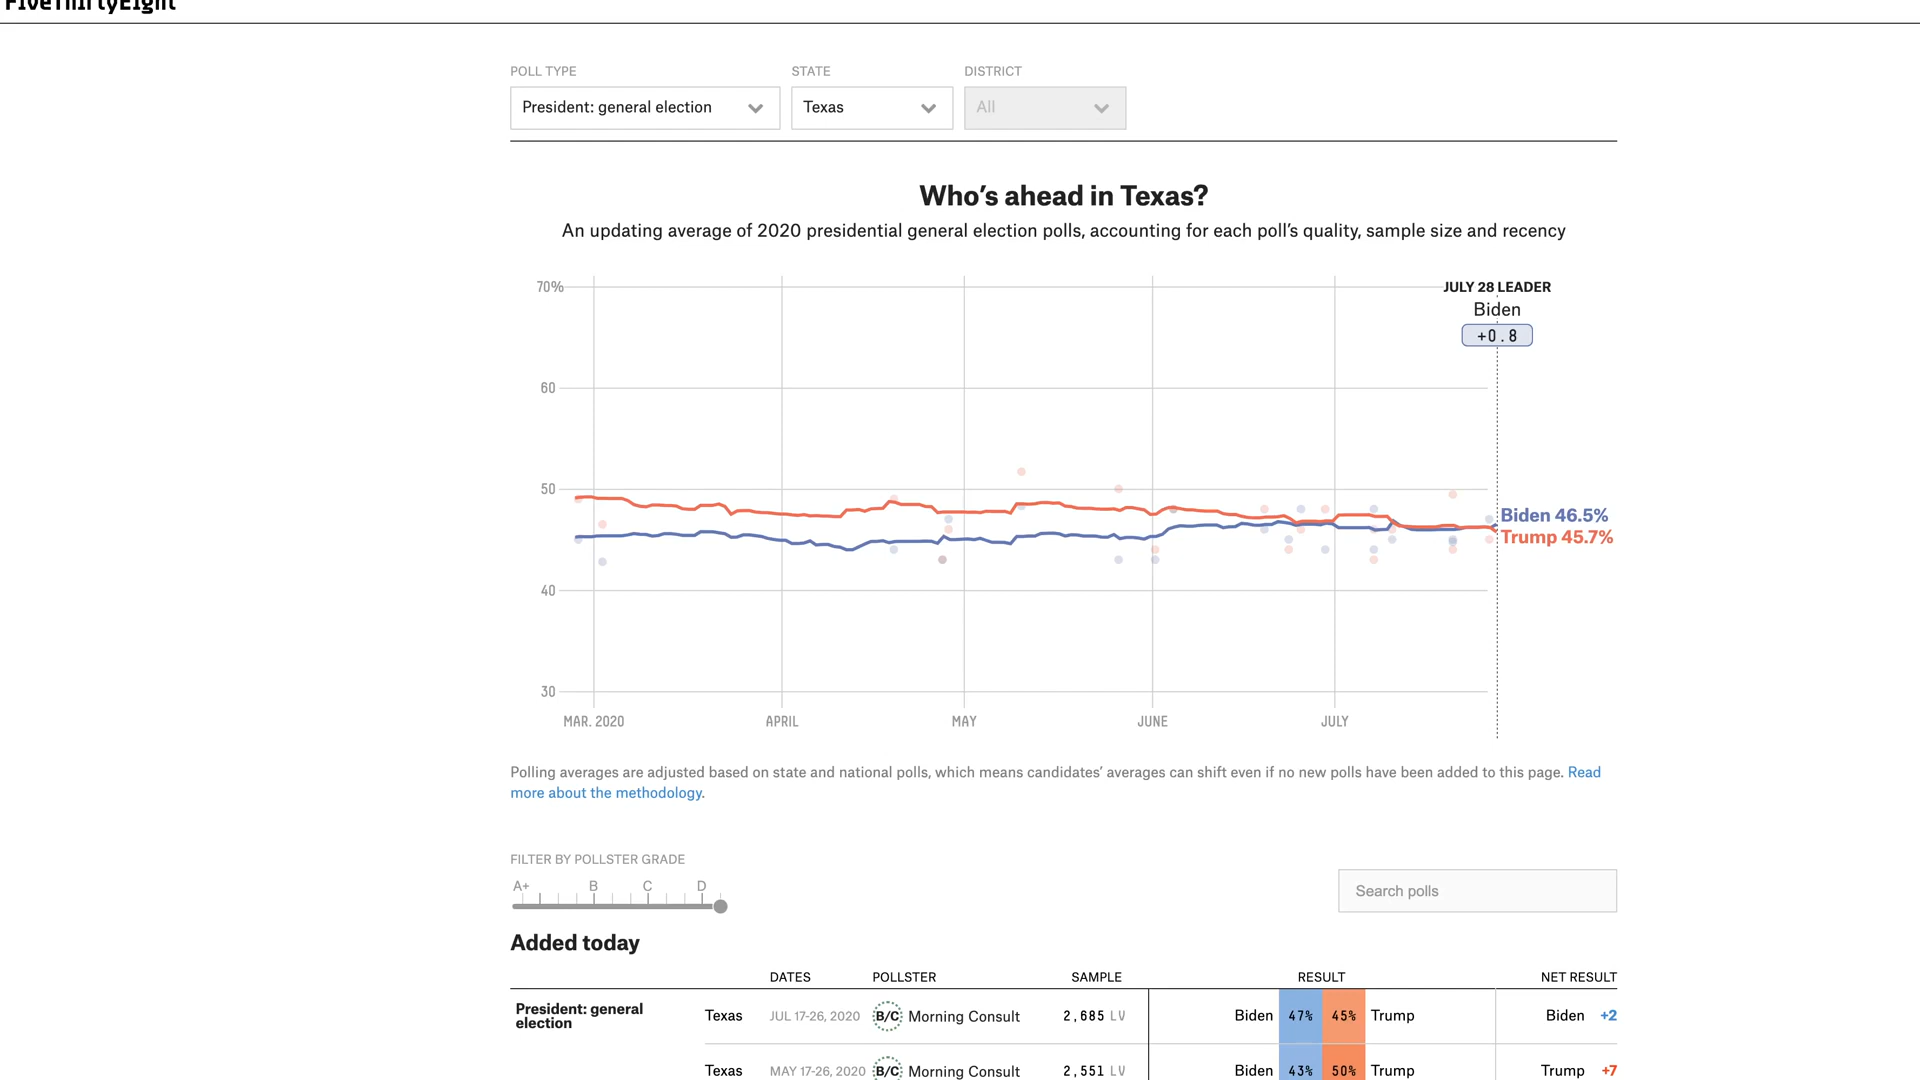 FiveThirtyEight
POLL TYPE STATE DISTRICT
President: general election Texas All
Who's ahead in Texas?
An updating average of 2020 presidential general election polls, accounting for each poll's quality, sample size and recency
70%
JULY 28 LEADER
Biden
+0.8
60
50
Biden 46.5%
Trump 45.7%
40
30
MAR. 2020 APRIL MAY JUNE JULY
Polling averages are adjusted based on state and national polls, which means candidates' averages can shift even if no new polls have been added to this page. Read
more about the methodology.
FILTER BY POLLSTER GRADE
A+ B C D
Search polls
Added today
DATES POLLSTER SAMPLE RESULT NET RESULT
President: general
election
Texas JUL 17-26, 2020 B/C Morning Consult 2,685 LV Biden 47% 45% Trump Biden +2
Texas MAY 17-26, 2020 B/C Morning Consult 2,551 LV Biden 43% 50% Trump Trump +7